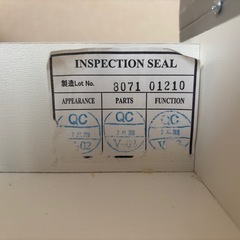 INSPECTION SEAL
製造Lot No. 8071 01210
APPEARANCE PARTS FUNCTION
QC QC QC